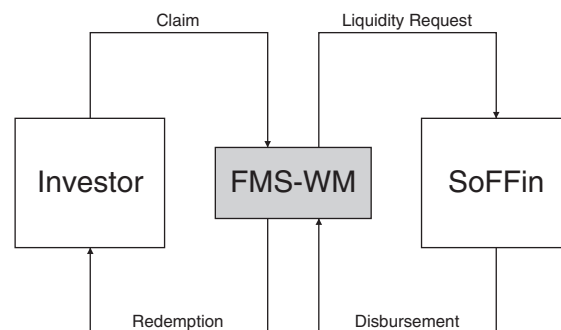 Claim
Liquidity Request
Investor
FMS-WM
SoFFin
Redemption
Disbursement